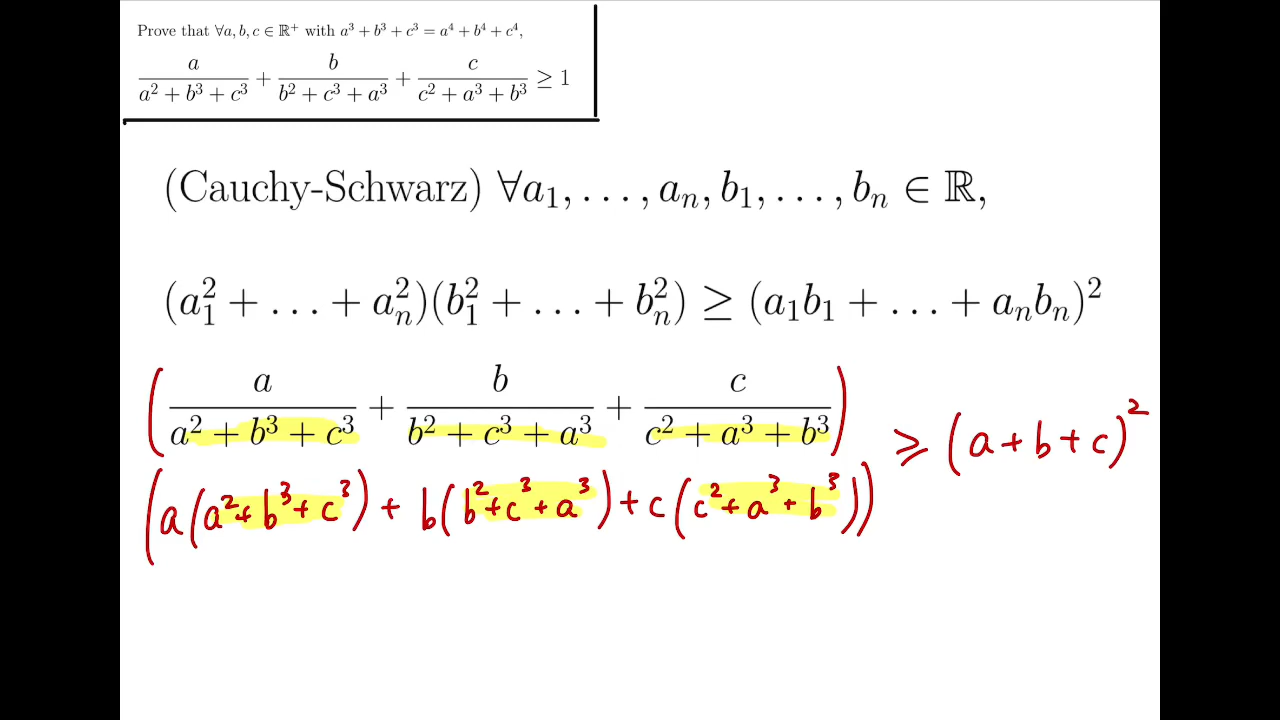 Prove that ∀a, b, c ∈ ℝ⁺ with a³ + b³ + c³ = a⁴ + b⁴ + c⁴,
a/(a² + b³ + c³) + b/(b² + c³ + a³) + c/(c² + a³ + b³) ≥ 1
(Cauchy-Schwarz) ∀a₁, . . . , aₙ, b₁, . . . , bₙ ∈ ℝ,
(a₁² + . . . + aₙ²)(b₁² + . . . + bₙ²) ≥ (a₁b₁ + . . . + aₙbₙ)²
(a/(a² + b³ + c³) + b/(b² + c³ + a³) + c/(c² + a³ + b³))
(a(a² + b³ + c³) + b(b² + c³ + a³) + c(c² + a³ + b³)) ≥ (a + b + c)²